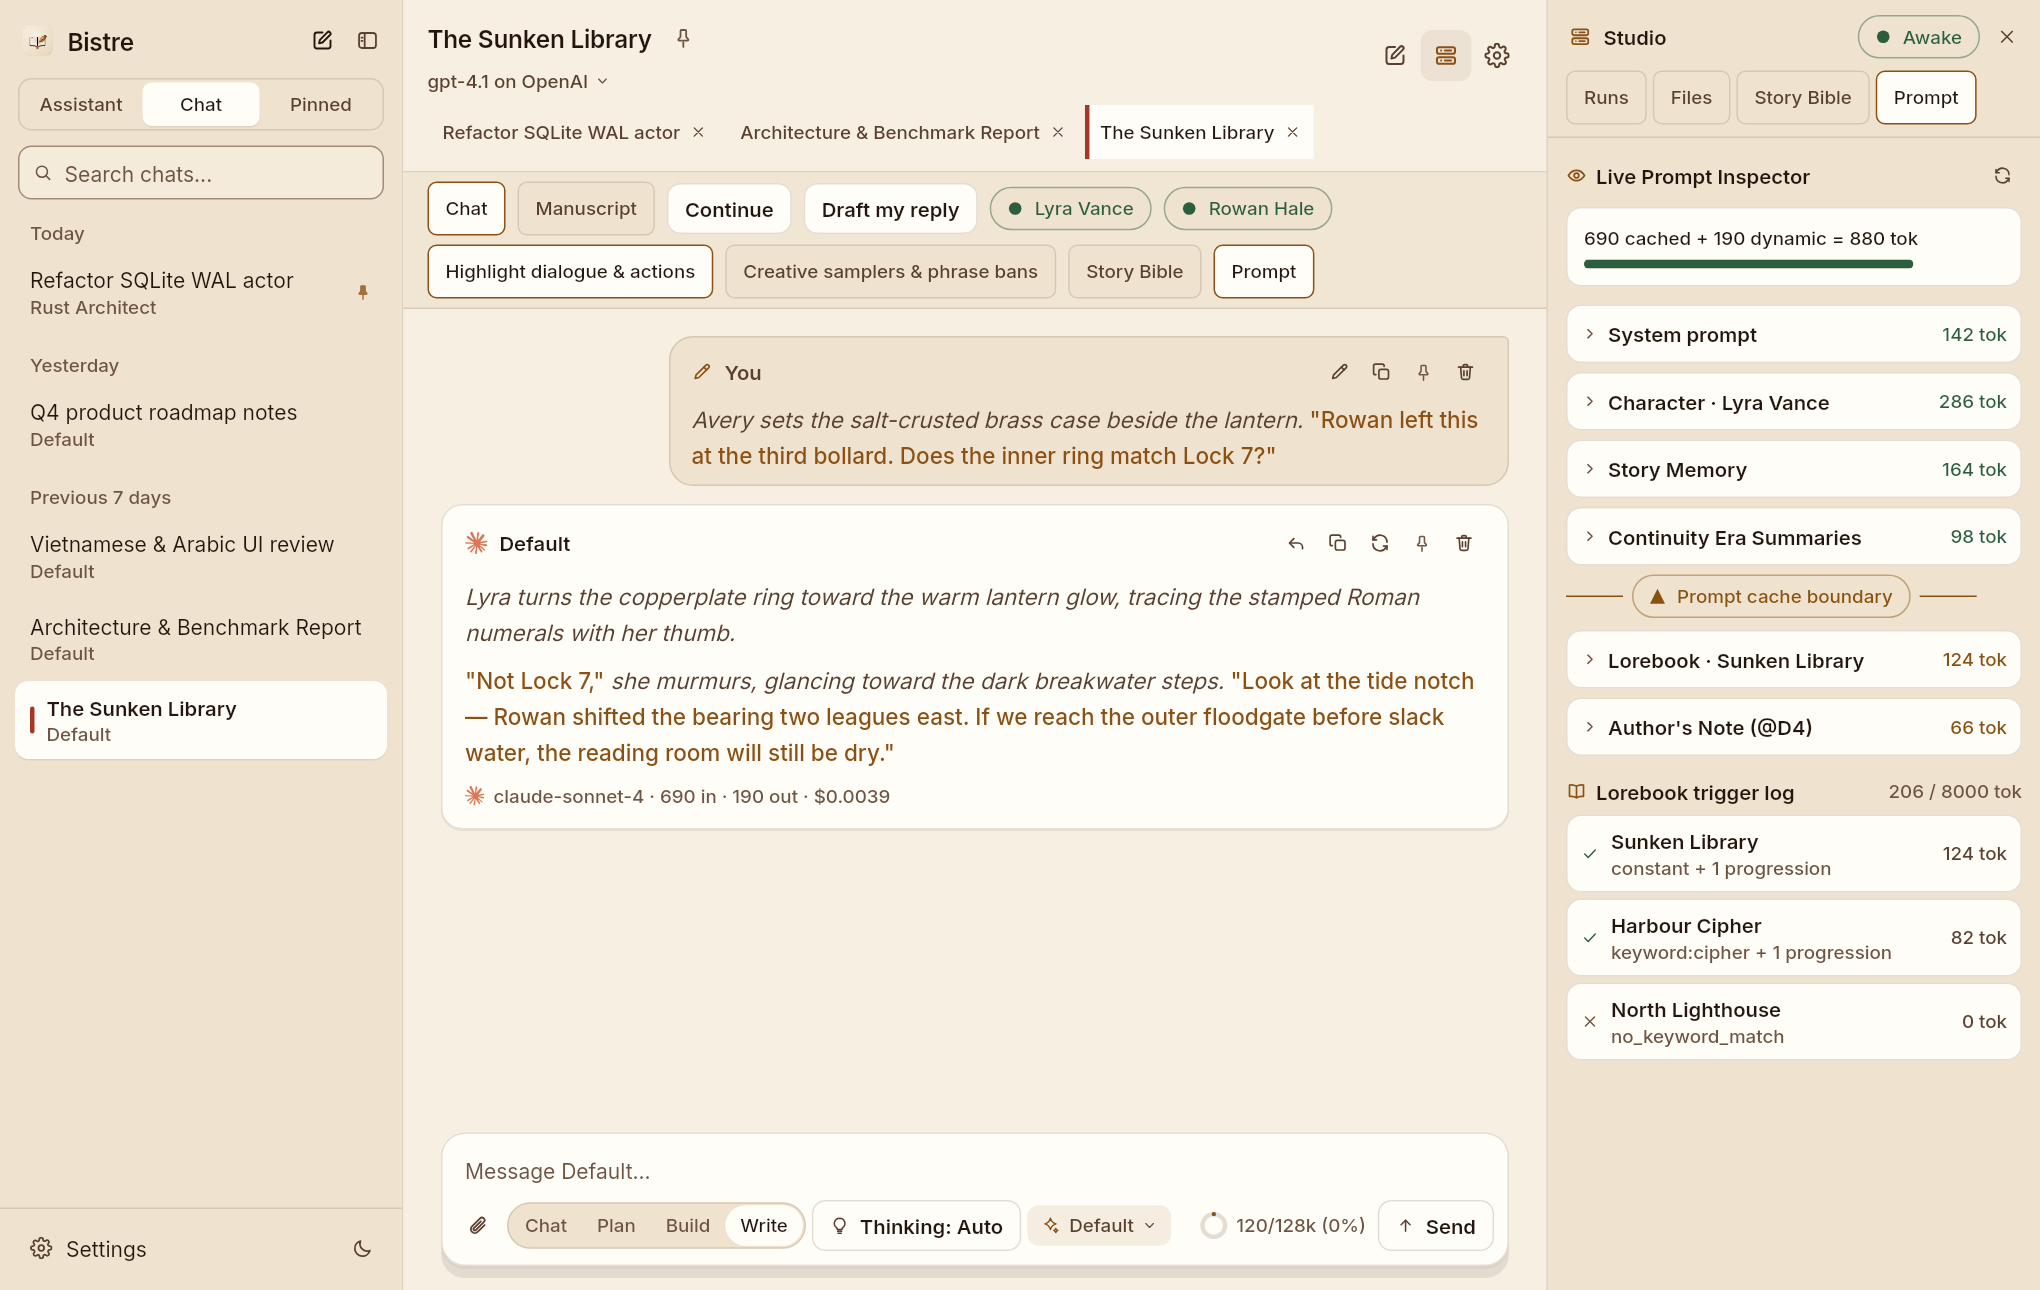 Bistre
Assistant
Chat
Pinned
Search chats...
Today
Refactor SQLite WAL actor
Rust Architect
Yesterday
Q4 product roadmap notes
Default
Previous 7 days
Vietnamese & Arabic UI review
Default
Architecture & Benchmark Report
Default
The Sunken Library
Default
Settings
The Sunken Library
gpt-4.1 on OpenAI
Refactor SQLite WAL actor
Architecture & Benchmark Report
The Sunken Library
Chat
Manuscript
Continue
Draft my reply
Lyra Vance
Rowan Hale
Highlight dialogue & actions
Creative samplers & phrase bans
Story Bible
Prompt
You
Avery sets the salt-crusted brass case beside the lantern. "Rowan left this
at the third bollard. Does the inner ring match Lock 7?"
Default
Lyra turns the copperplate ring toward the warm lantern glow, tracing the stamped Roman
numerals with her thumb.
"Not Lock 7," she murmurs, glancing toward the dark breakwater steps. "Look at the tide notch
— Rowan shifted the bearing two leagues east. If we reach the outer floodgate before slack
water, the reading room will still be dry."
claude-sonnet-4 · 690 in · 190 out · $0.0039
Message Default...
Chat
Plan
Build
Write
Thinking: Auto
Default
120/128k (0%)
Send
Studio
Awake
Runs
Files
Story Bible
Prompt
Live Prompt Inspector
690 cached + 190 dynamic = 880 tok
System prompt
142 tok
Character · Lyra Vance
286 tok
Story Memory
164 tok
Continuity Era Summaries
98 tok
Prompt cache boundary
Lorebook · Sunken Library
124 tok
Author's Note (@D4)
66 tok
Lorebook trigger log
206 / 8000 tok
Sunken Library
constant + 1 progression
124 tok
Harbour Cipher
keyword:cipher + 1 progression
82 tok
North Lighthouse
no_keyword_match
0 tok